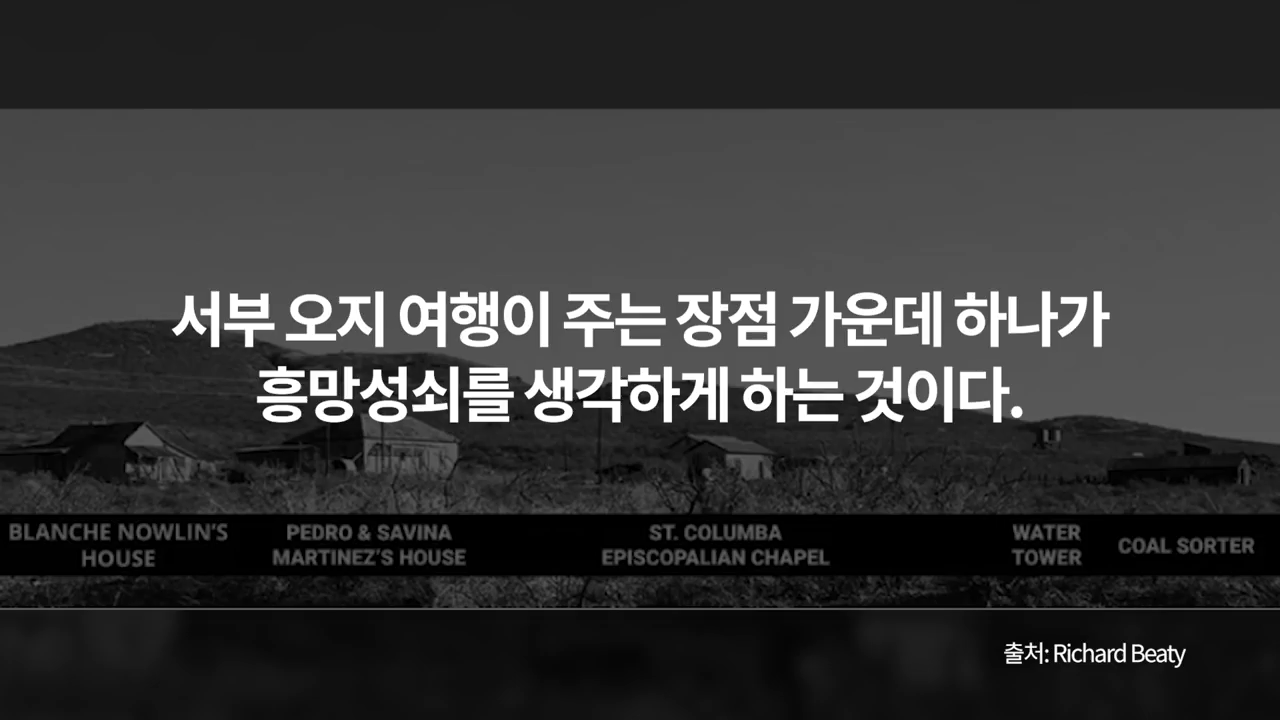 서부 오지 여행이 주는 장점 가운데 하나가
흥망성쇠를 생각하게 하는 것이다.
BLANCHE NOWLIN'S
HOUSE
PEDRO & SAVINA
MARTINEZ'S HOUSE
ST. COLUMBA
EPISCOPALIAN CHAPEL
WATER
TOWER
COAL SORTER
출처: Richard Beaty